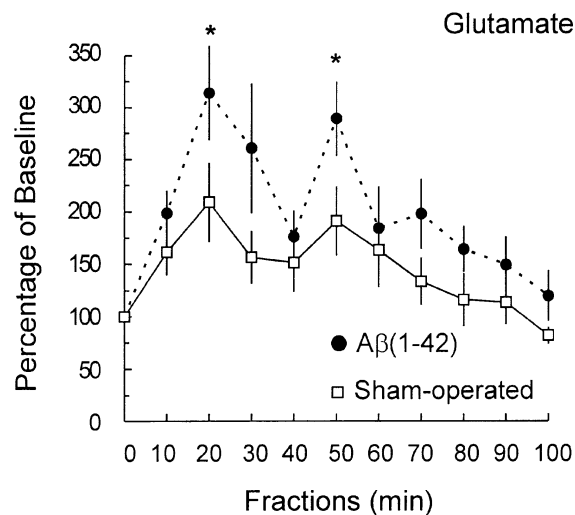 Glutamate
* *
350
300
250
200
150
100
50
0
Percentage of Baseline
Aβ(1-42)
Sham-operated
0 10 20 30 40 50 60 70 80 90 100
Fractions (min)